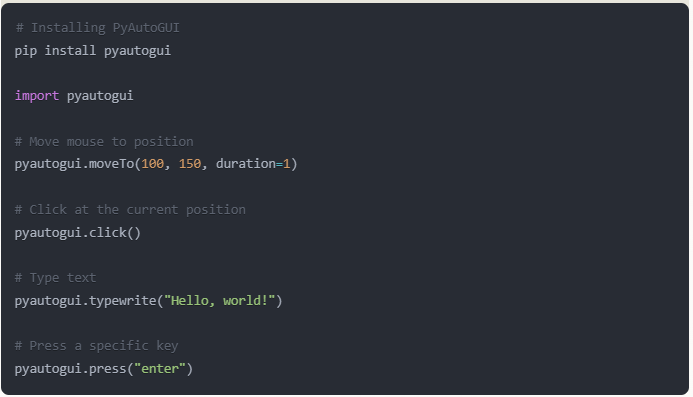 # Installing PyAutoGUI
pip install pyautogui
import pyautogui
# Move mouse to position
pyautogui.moveTo(100, 150, duration=1)
# Click at the current position
pyautogui.click()
# Type text
pyautogui.typewrite("Hello, world!")
# Press a specific key
pyautogui.press("enter")